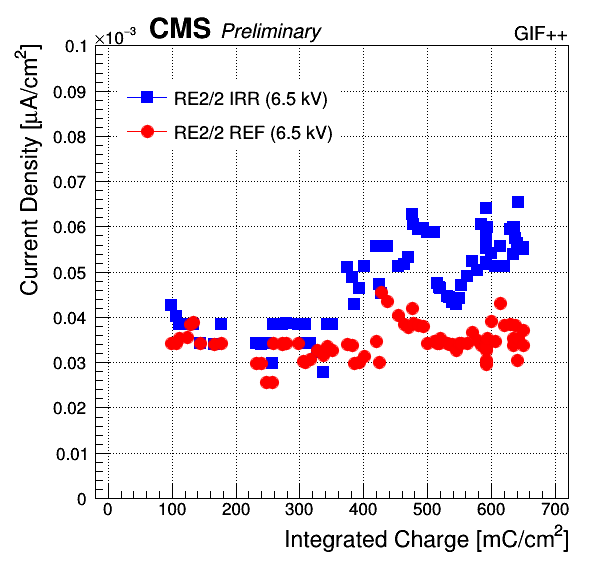 ×10⁻³ CMS Preliminary GIF++
0.1
0.09
0.08
0.07
0.06
0.05
0.04
0.03
0.02
0.01
0
Current Density [μA/cm²]
RE2/2 IRR (6.5 kV)
RE2/2 REF (6.5 kV)
0 100 200 300 400 500 600 700
Integrated Charge [mC/cm²]